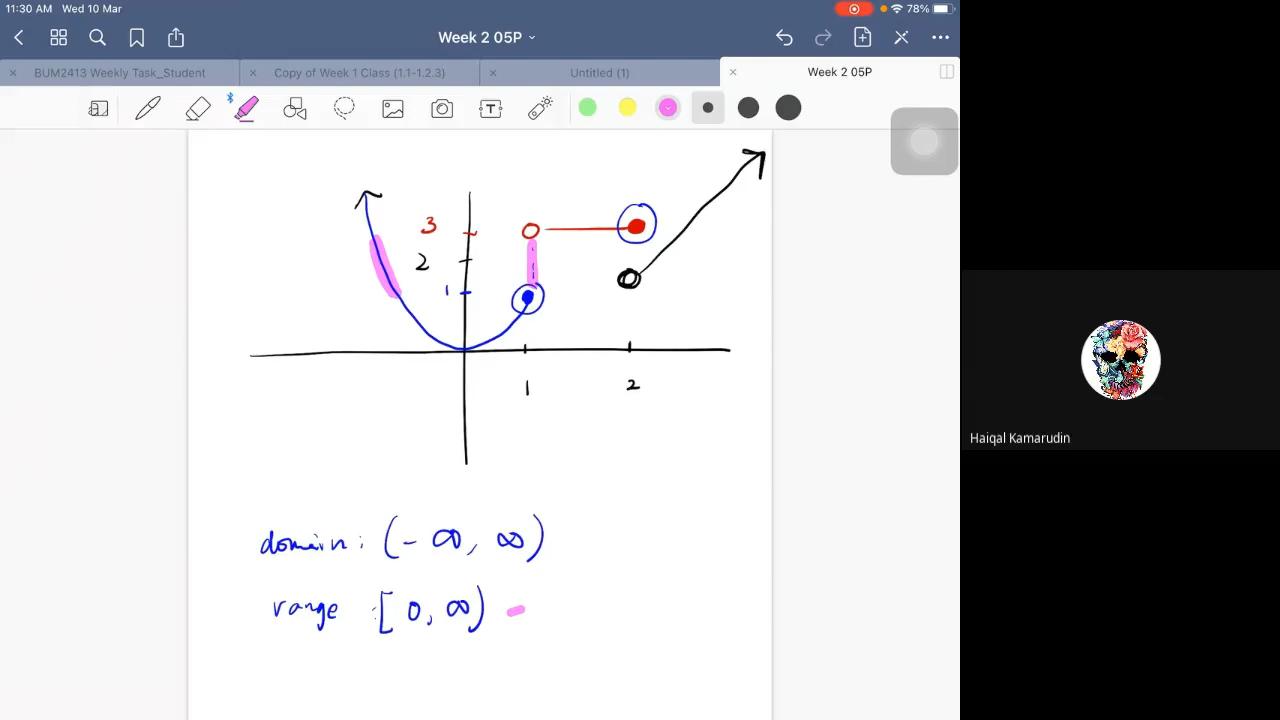 11:30 AM Wed 10 Mar 78%
Week 2 05P
BUM2413 Weekly Task_Student Copy of Week 1 Class (1.1-1.2.3) Untitled (1) Week 2 05P
T
3
2
1
1 2
domain : (-∞, ∞)
range : [0, ∞)
Haiqal Kamarudin